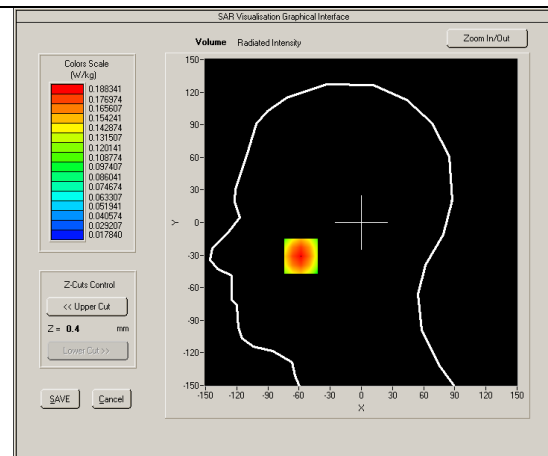 SAR Visualisation Graphical Interface
Volume Radiated Intensity
Zoom In/Out
Colors Scale
(W/kg)
0.188341
0.176974
0.165607
0.154241
0.142874
0.131507
0.120141
0.108774
0.097407
0.086041
0.074674
0.063307
0.051941
0.040574
0.029207
0.017840
Z-Cuts Control
<< Upper Cut
Z = 0.4 mm
Lower Cut >>
SAVE Cancel
150
120
90
60
30
0
-30
-60
-90
-120
-150
Y
-150 -120 -90 -60 -30 0 30 60 90 120 150
X